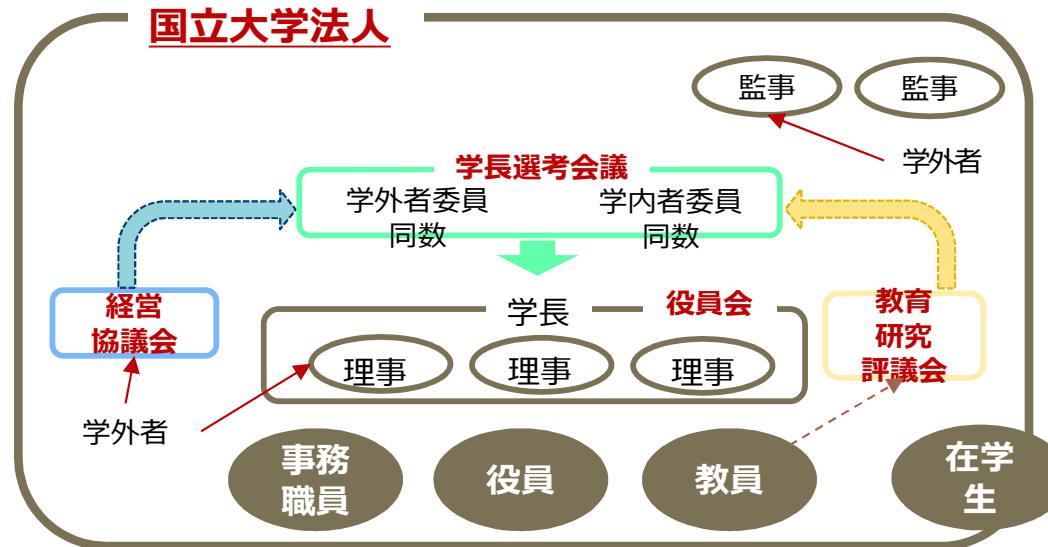 国立大学法人
監事
監事
学外者
学長選考会議
学外者委員
同数
学内者委員
同数
経営
協議会
学長
役員会
教育
研究
評議会
理事
理事
理事
学外者
事務
職員
役員
教員
在学
生